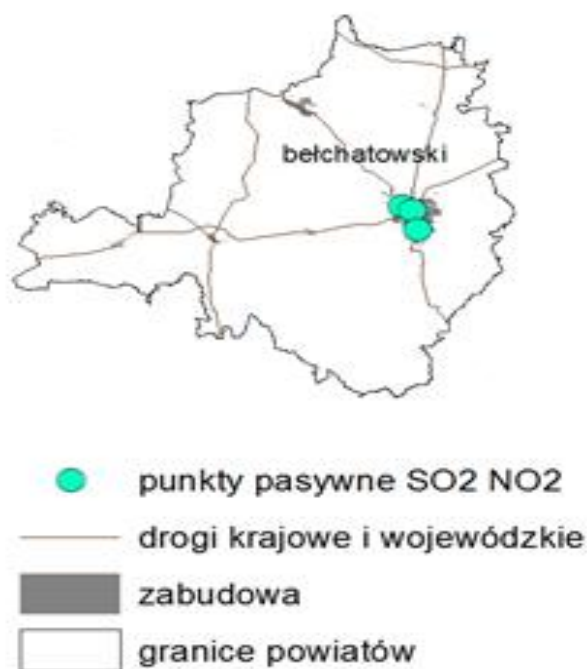 bełchatowski
punkty pasywne SO2 NO2
drogi krajowe i wojewódzkie
zabudowa
granice powiatów